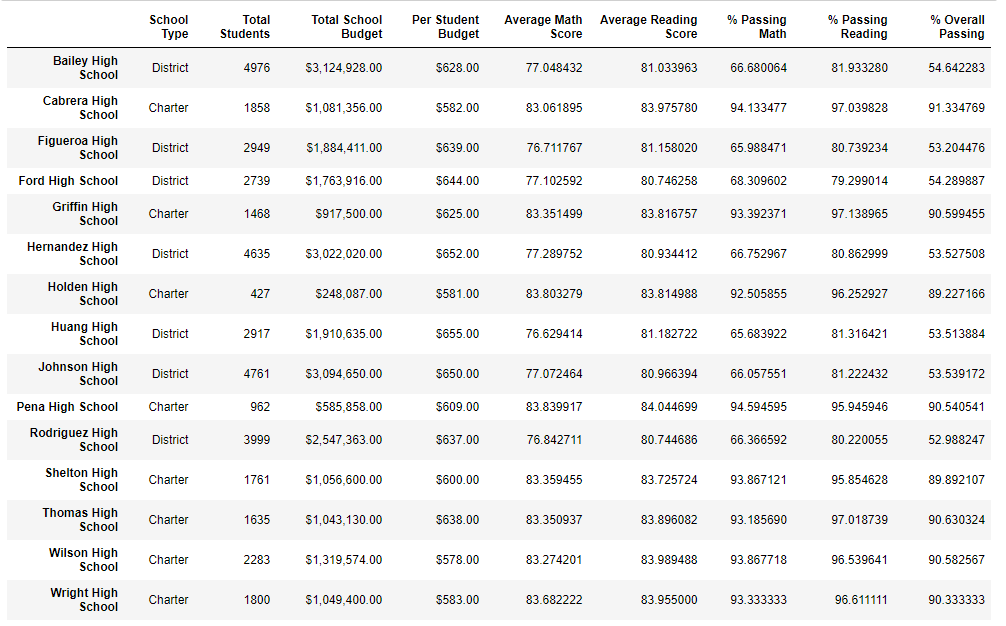 School Type Total Students Total School Budget Per Student Budget Average Math Score Average Reading Score % Passing Math % Passing Reading % Overall Passing
Bailey High School District 4976 $3,124,928.00 $628.00 77.048432 81.033963 66.680064 81.933280 54.642283
Cabrera High School Charter 1858 $1,081,356.00 $582.00 83.061895 83.975780 94.133477 97.039828 91.334769
Figueroa High School District 2949 $1,884,411.00 $639.00 76.711767 81.158020 65.988471 80.739234 53.204476
Ford High School District 2739 $1,763,916.00 $644.00 77.102592 80.746258 68.309602 79.299014 54.289887
Griffin High School Charter 1468 $917,500.00 $625.00 83.351499 83.816757 93.392371 97.138965 90.599455
Hernandez High School District 4635 $3,022,020.00 $652.00 77.289752 80.934412 66.752967 80.862999 53.527508
Holden High School Charter 427 $248,087.00 $581.00 83.803279 83.814988 92.505855 96.252927 89.227166
Huang High School District 2917 $1,910,635.00 $655.00 76.629414 81.182722 65.683922 81.316421 53.513884
Johnson High School District 4761 $3,094,650.00 $650.00 77.072464 80.966394 66.057551 81.222432 53.539172
Pena High School Charter 962 $585,858.00 $609.00 83.839917 84.044699 94.594595 95.945946 90.540541
Rodriguez High School District 3999 $2,547,363.00 $637.00 76.842711 80.744686 66.366592 80.220055 52.988247
Shelton High School Charter 1761 $1,056,600.00 $600.00 83.359455 83.725724 93.867121 95.854628 89.892107
Thomas High School Charter 1635 $1,043,130.00 $638.00 83.350937 83.896082 93.185690 97.018739 90.630324
Wilson High School Charter 2283 $1,319,574.00 $578.00 83.274201 83.989488 93.867718 96.539641 90.582567
Wright High School Charter 1800 $1,049,400.00 $583.00 83.682222 83.955000 93.333333 96.611111 90.333333